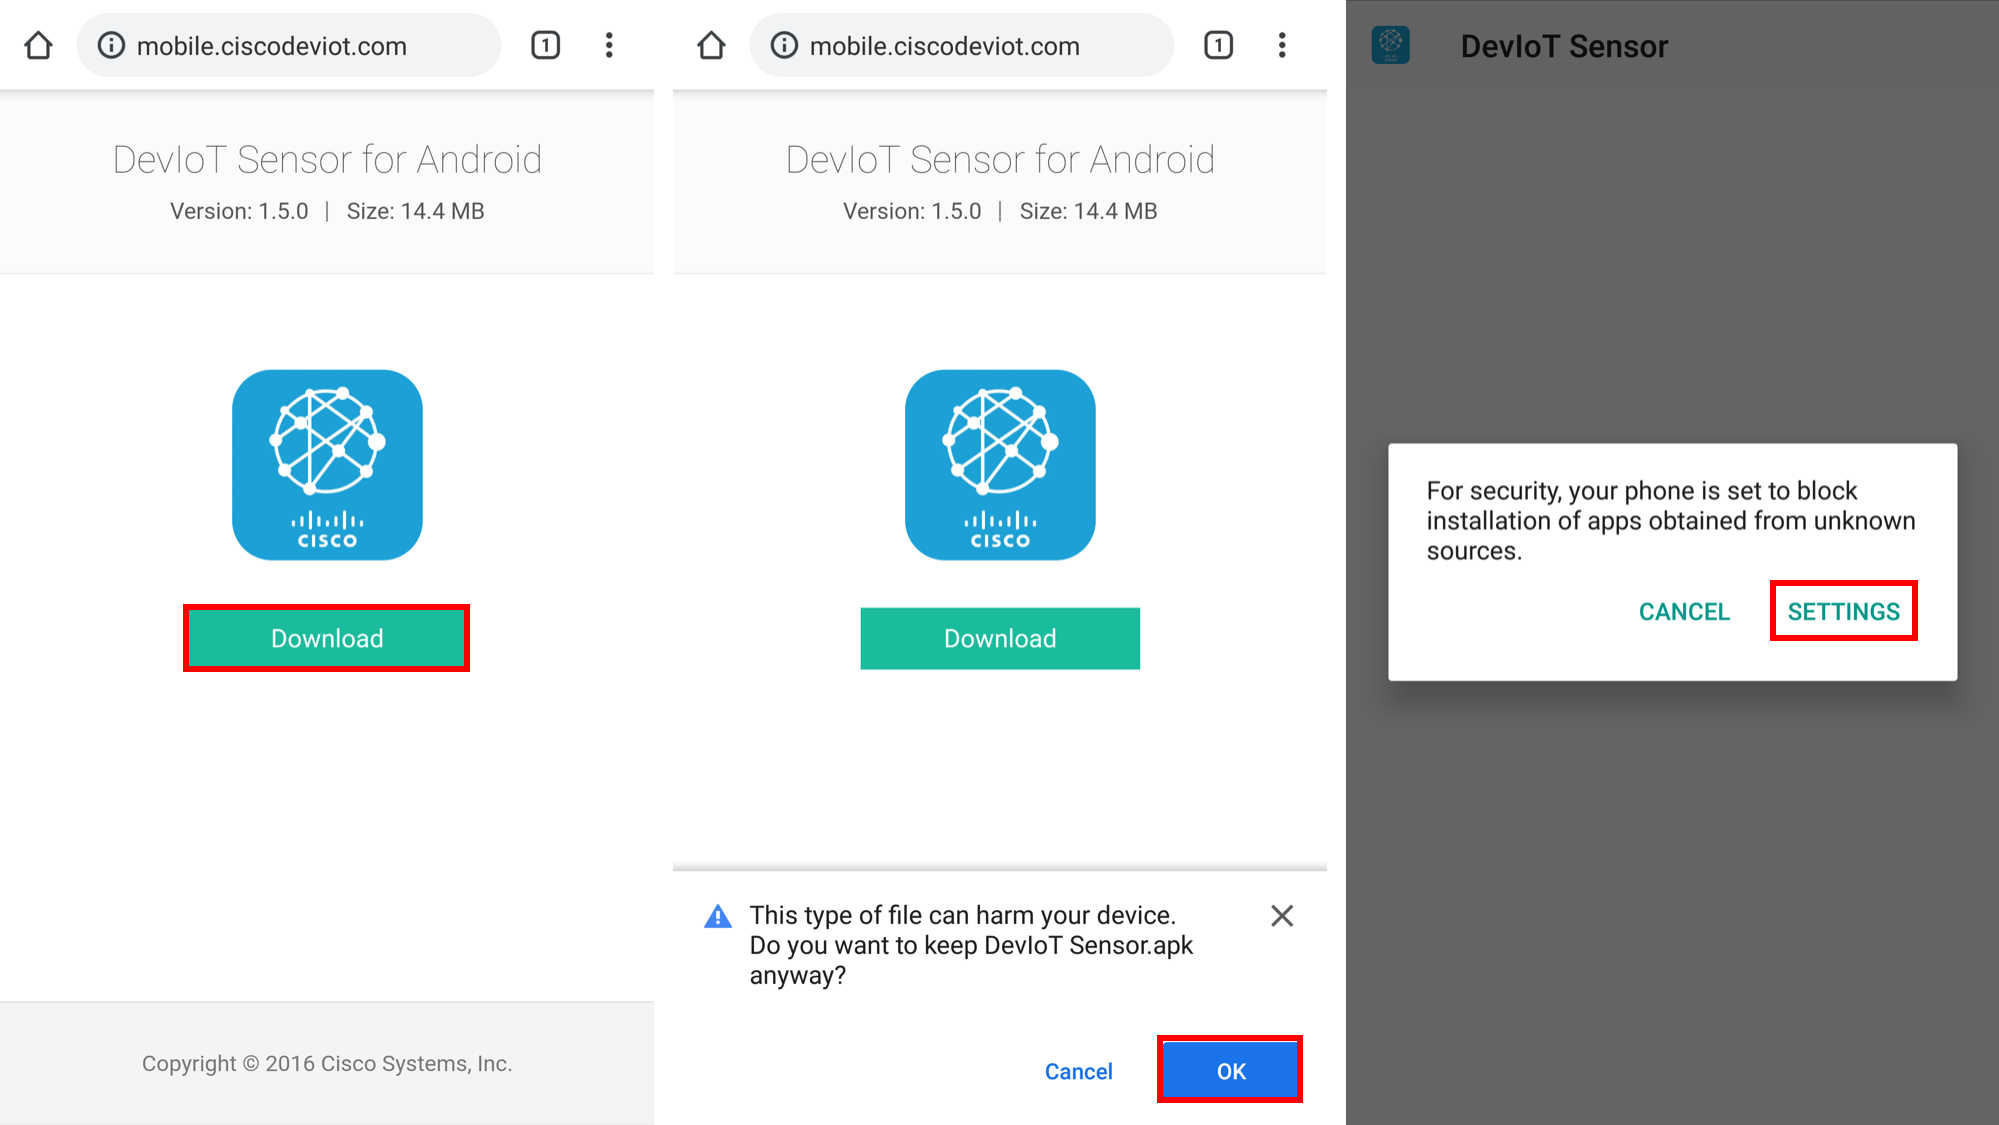 mobile.ciscodeviot.com
1
DevIoT Sensor for Android
Version: 1.5.0 | Size: 14.4 MB
CISCO
Download
Copyright © 2016 Cisco Systems, Inc.
mobile.ciscodeviot.com
1
DevIoT Sensor for Android
Version: 1.5.0 | Size: 14.4 MB
CISCO
Download
This type of file can harm your device.
Do you want to keep DevIoT Sensor.apk
anyway?
Cancel
OK
DevIoT Sensor
For security, your phone is set to block
installation of apps obtained from unknown
sources.
CANCEL
SETTINGS